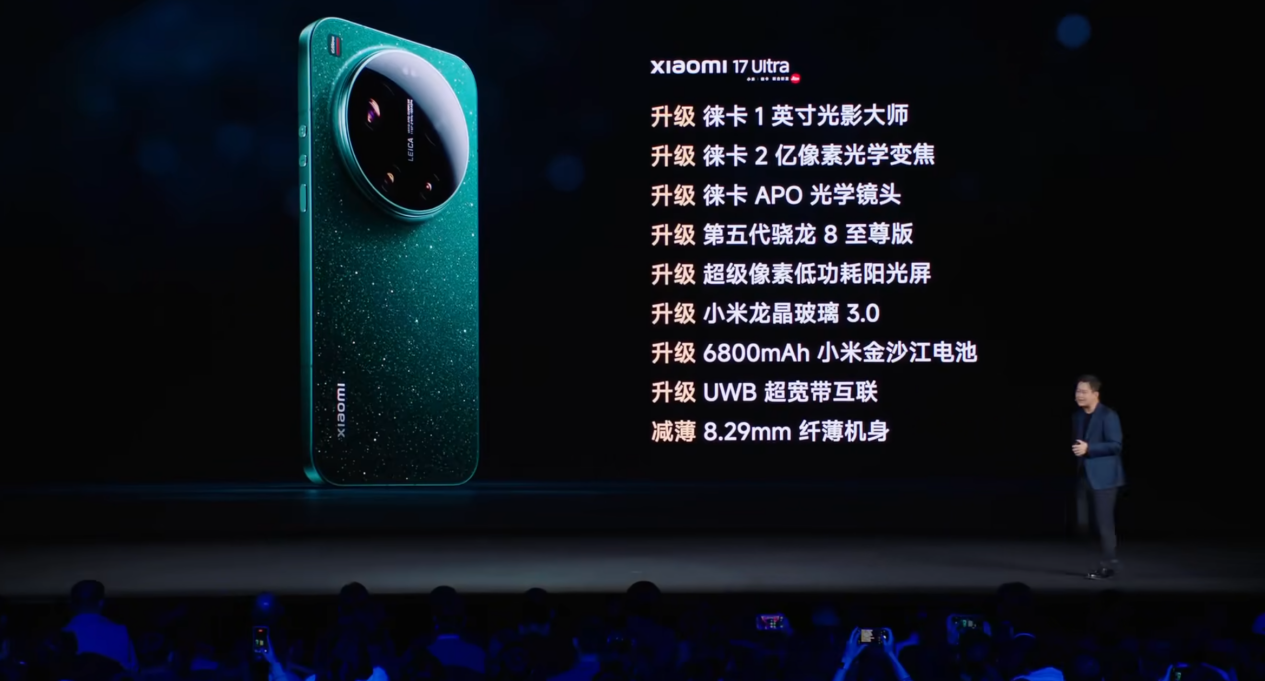 xiaomi 17 Ultra
升级 徕卡 1 英寸光影大师
升级 徕卡 2 亿像素光学变焦
升级 徕卡 APO 光学镜头
升级 第五代骁龙 8 至尊版
升级 超级像素低功耗阳光屏
升级 小米龙晶玻璃 3.0
升级 6800mAh 小米金沙江电池
升级 UWB 超宽带互联
减薄 8.29mm 纤薄机身
LEICA
xiaomi